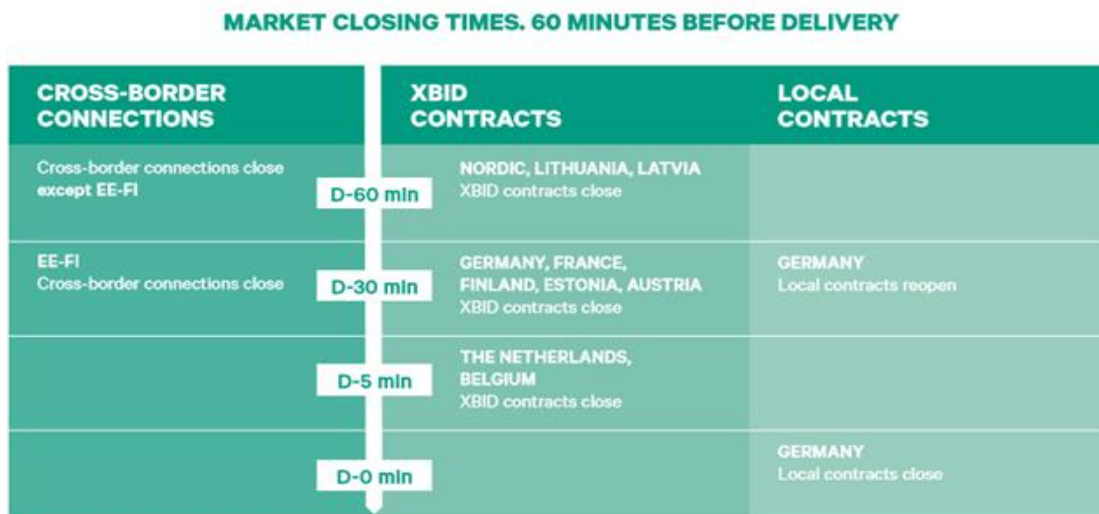 MARKET CLOSING TIMES. 60 MINUTES BEFORE DELIVERY
CROSS-BORDER
CONNECTIONS
XBID
CONTRACTS
LOCAL
CONTRACTS
Cross-border connections close
except EE-FI
D-60 min
NORDIC, LITHUANIA, LATVIA
XBID contracts close
EE-FI
Cross-border connections close
D-30 min
GERMANY, FRANCE,
FINLAND, ESTONIA, AUSTRIA
XBID contracts close
GERMANY
Local contracts reopen
D-5 min
THE NETHERLANDS,
BELGIUM
XBID contracts close
D-0 min
GERMANY
Local contracts close